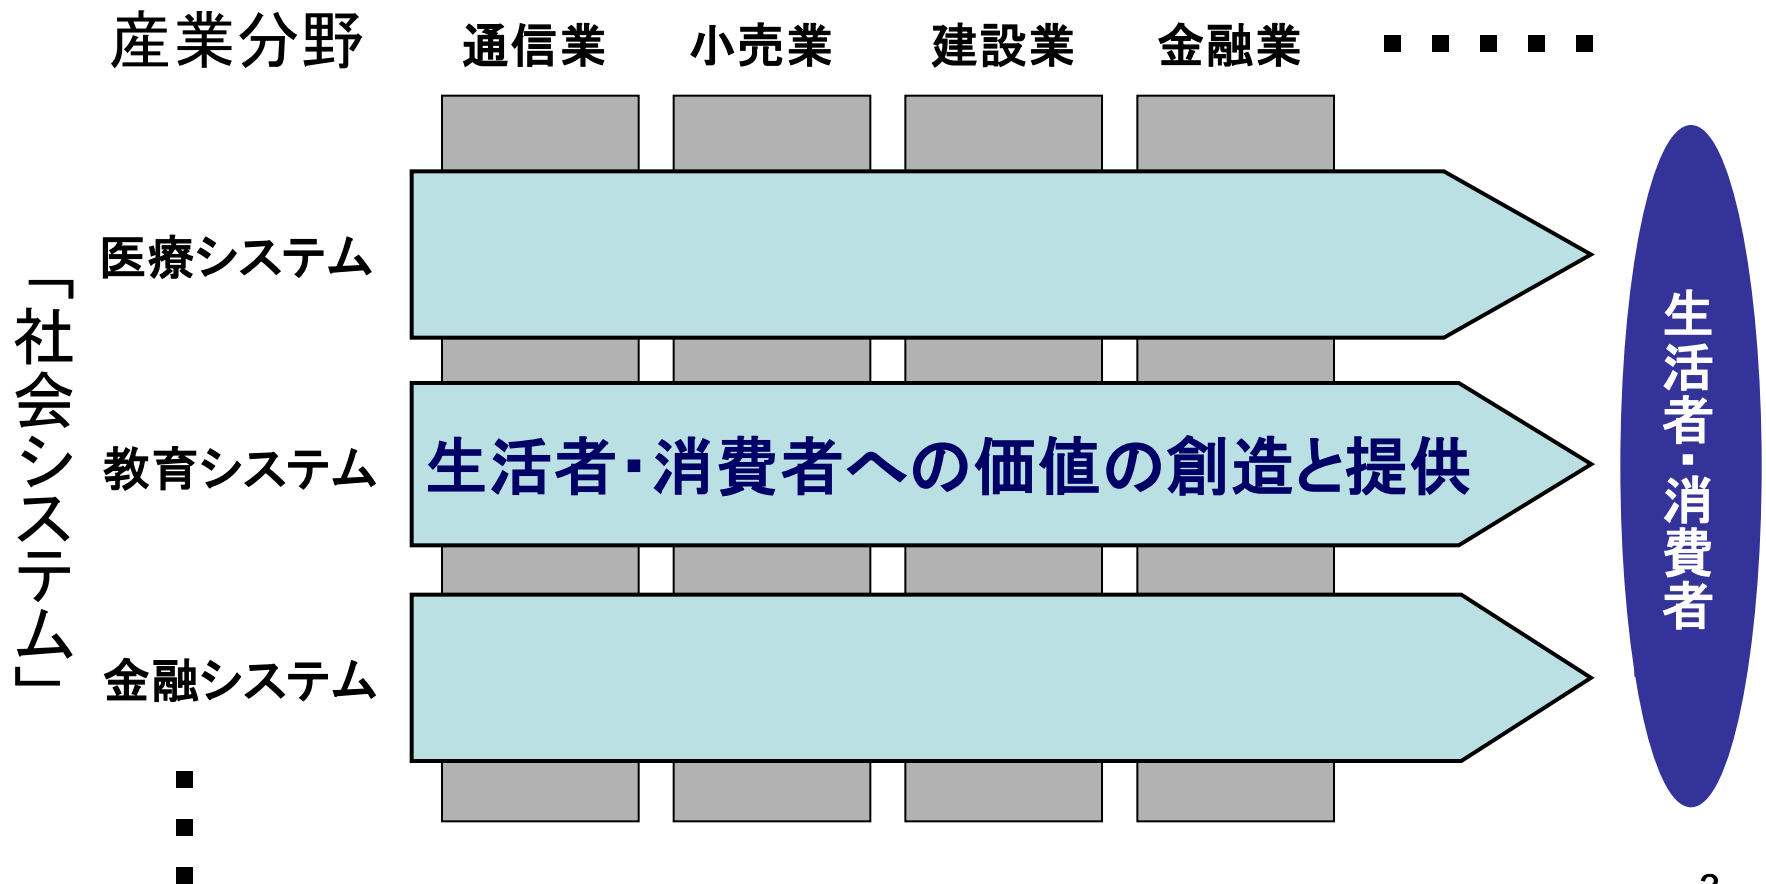 産業分野 通信業 小売業 建設業 金融業 ・・・・・
「社会システム」
医療システム
教育システム
金融システム
・・・
生活者・消費者への価値の創造と提供
生活者・消費者